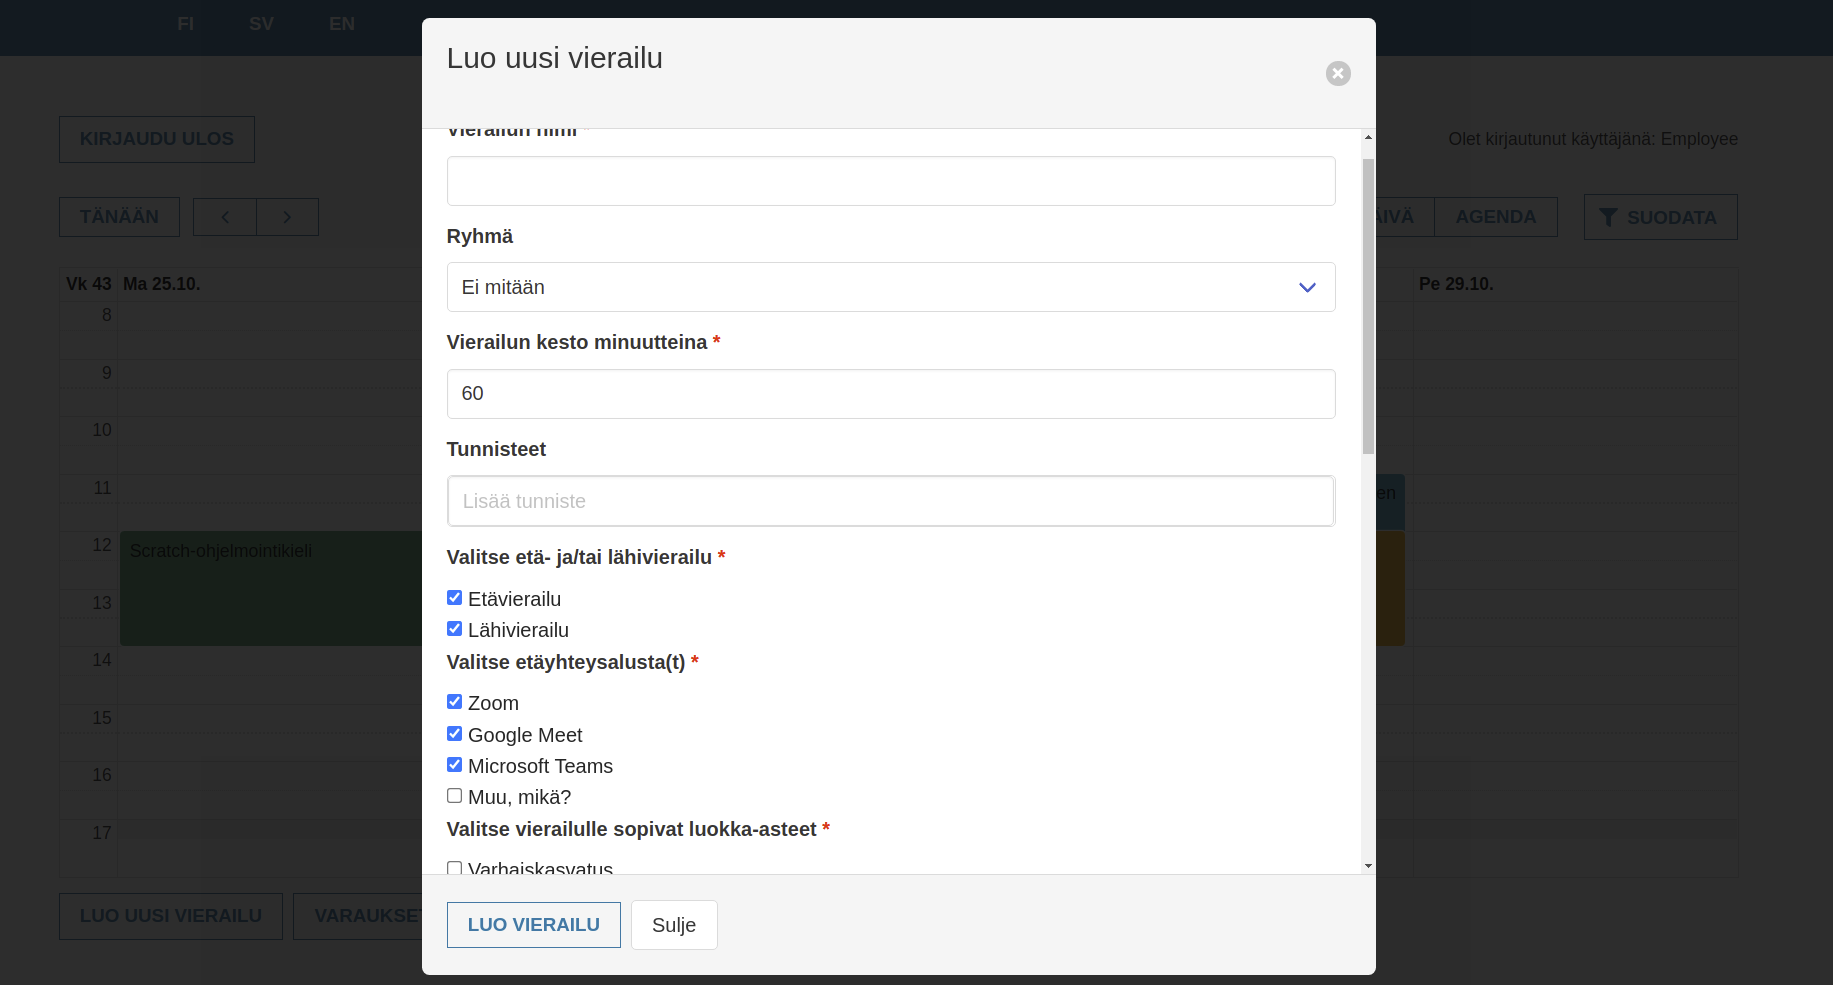 FI SV EN
Luo uusi vierailu
KIRJAUDU ULOS
Olet kirjautunut käyttäjänä: Employee
TÄNÄÄN
AGENDA
SUODATA
Vk 43 Ma 25.10.
Pe 29.10.
8
9
10
11
12
13
14
15
16
17
Scratch-ohjelmointikieli
Vierailun nimi *
Ryhmä
Ei mitään
Vierailun kesto minuutteina *
60
Tunnisteet
Lisää tunniste
Valitse etä- ja/tai lähivierailu *
Etävierailu
Lähivierailu
Valitse etäyhteysalusta(t) *
Zoom
Google Meet
Microsoft Teams
Muu, mikä?
Valitse vierailulle sopivat luokka-asteet *
Varhaiskasvatus
LUO UUSI VIERAILU
VARAUKSET
LUO VIERAILU
Sulje